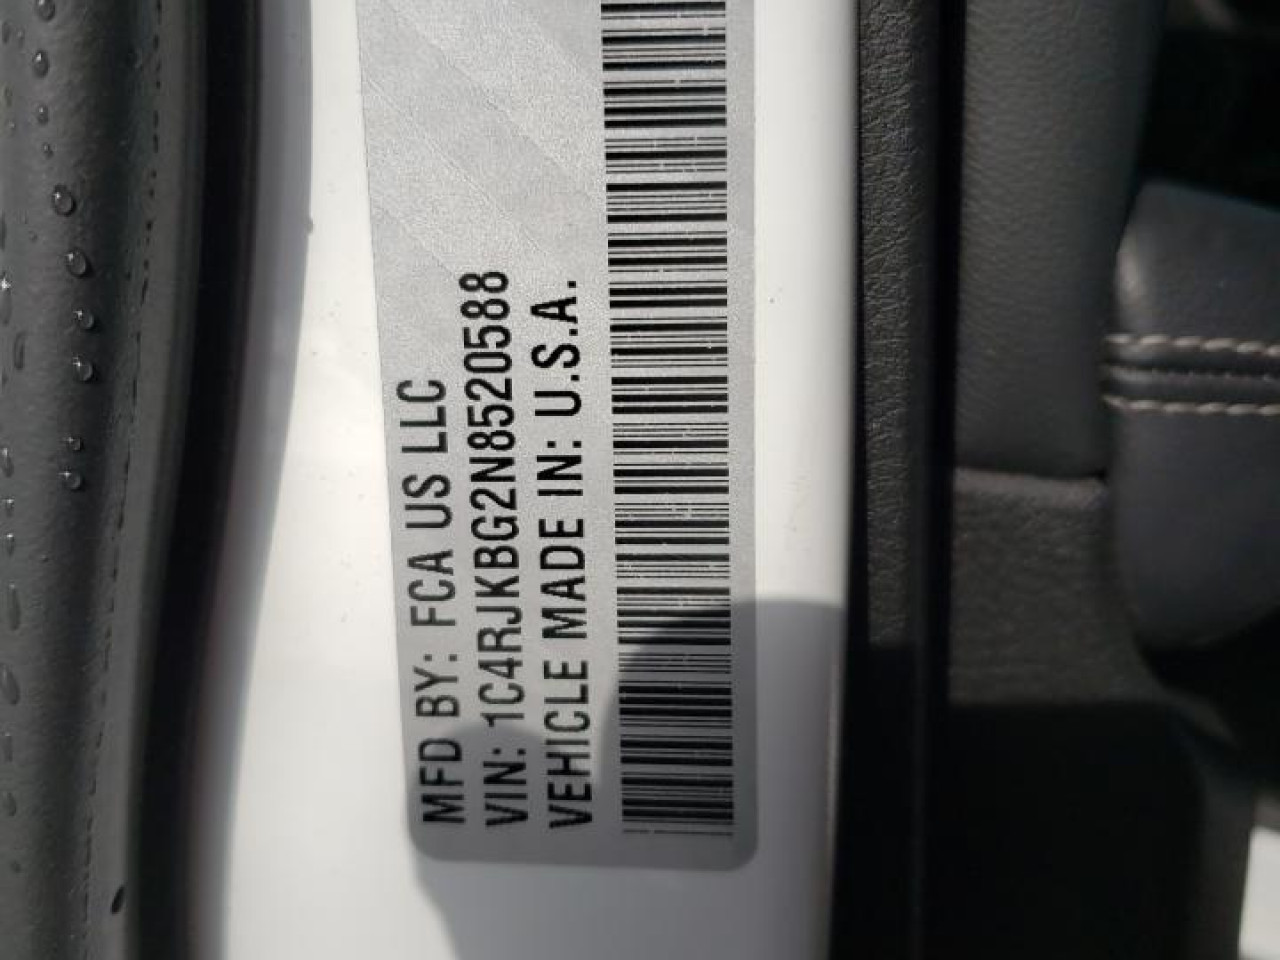 MFD BY: FCA US LLC
VIN: 1C4RJKBG2N8520588
VEHICLE MADE IN: U.S.A.